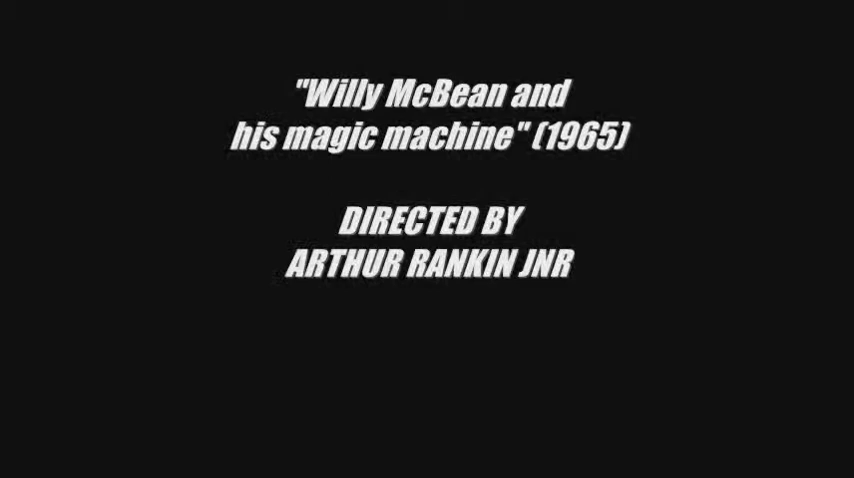 "Willy McBean and
his magic machine" (1965)
DIRECTED BY
ARTHUR RANKIN JNR